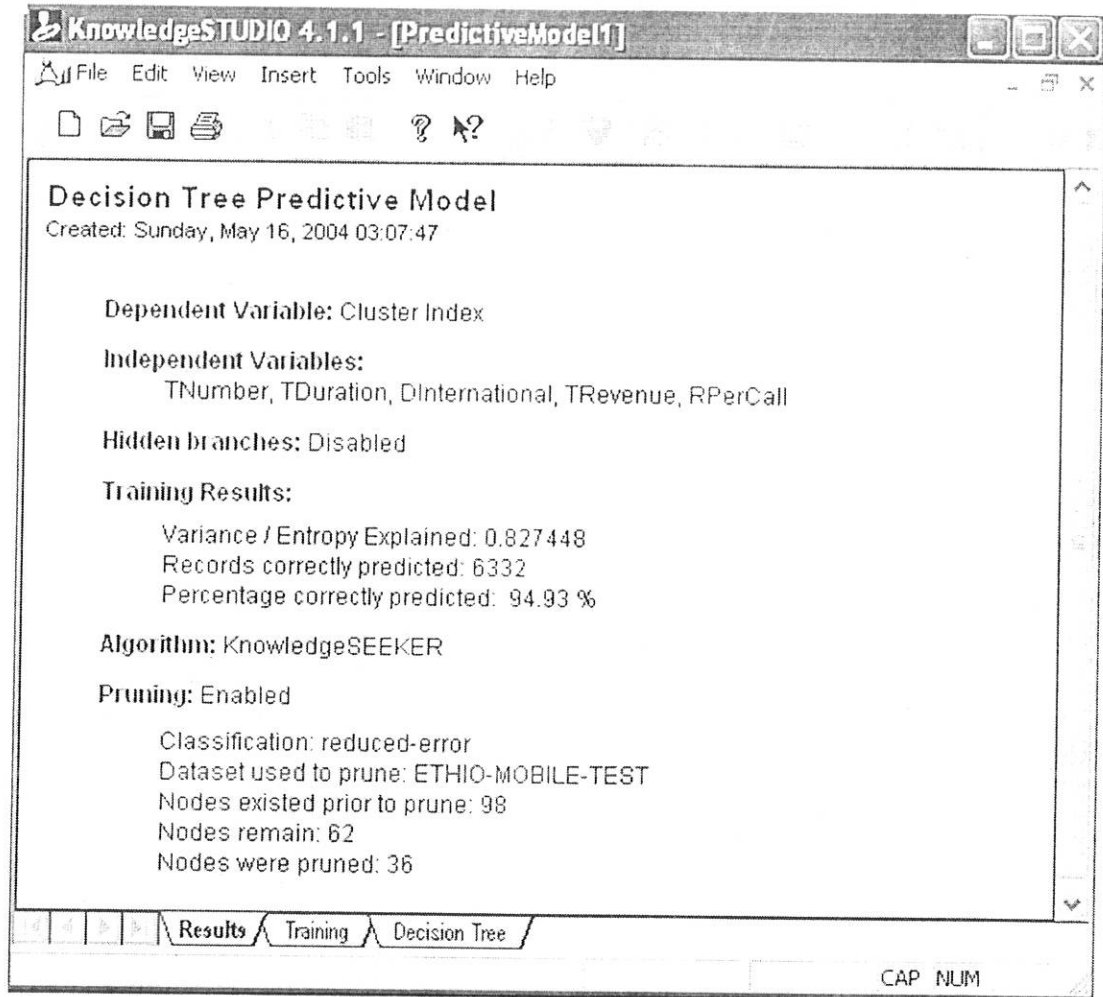 KnowledgeSTUDIO 4.1.1 - [PredictiveModel1]
File Edit View Insert Tools Window Help
Decision Tree Predictive Model
Created: Sunday, May 16, 2004 03:07:47
Dependent Variable: Cluster Index
Independent Variables:
TNumber, TDuration, DInternational, TRevenue, RPerCall
Hidden branches: Disabled
Training Results:
Variance / Entropy Explained: 0.827448
Records correctly predicted: 6332
Percentage correctly predicted: 94.93 %
Algorithm: KnowledgeSEEKER
Pruning: Enabled
Classification: reduced-error
Dataset used to prune: ETHIO-MOBILE-TEST
Nodes existed prior to prune: 98
Nodes remain: 62
Nodes were pruned: 36
Results Training Decision Tree
CAP NUM